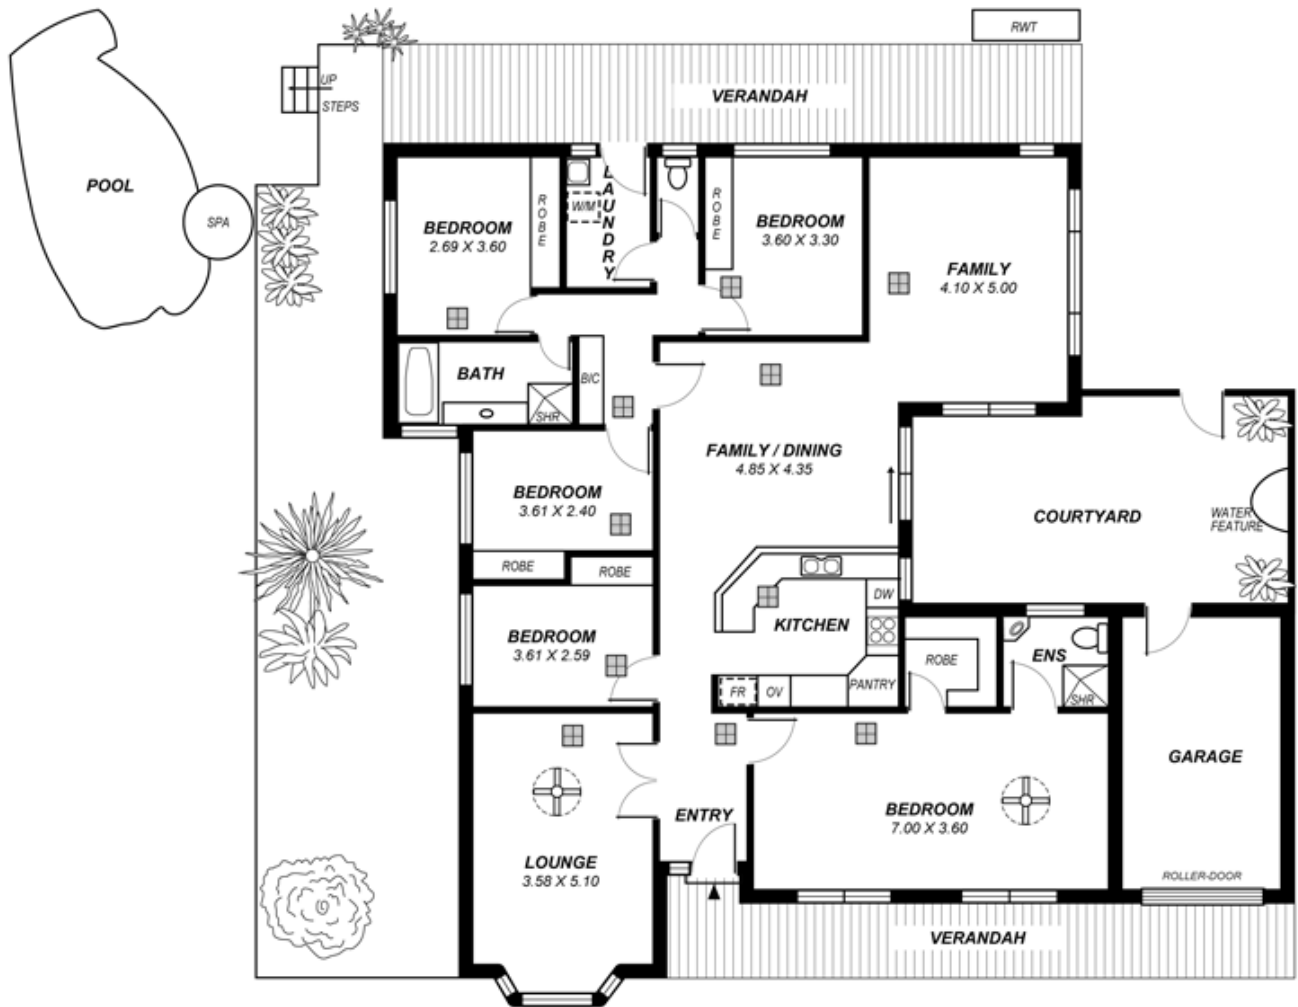 RWT
UP
STEPS
VERANDAH
POOL
SPA
BEDROOM
2.69 X 3.60
ROBE
W/M
LAUNDRY
ROBE
BEDROOM
3.60 X 3.30
FAMILY
4.10 X 5.00
BATH
SHR
B/C
FAMILY / DINING
4.85 X 4.35
BEDROOM
3.61 X 2.40
ROBE
ROBE
COURTYARD
WATER
FEATURE
BEDROOM
3.61 X 2.59
KITCHEN
DW
FR
OV
PANTRY
ROBE
ENS
SHR
GARAGE
ENTRY
BEDROOM
7.00 X 3.60
LOUNGE
3.58 X 5.10
ROLLER-DOOR
VERANDAH